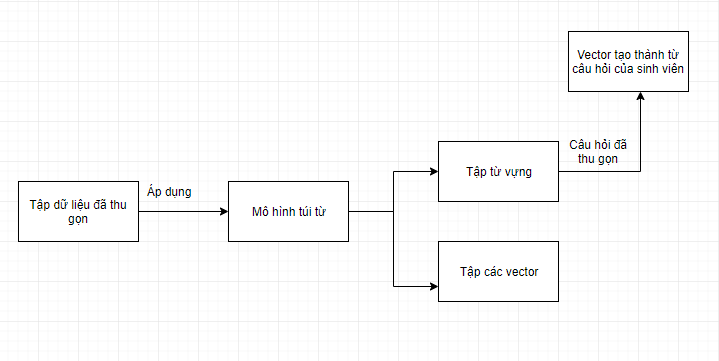 Vector tạo thành từ
câu hỏi của sinh viên
Câu hỏi đã
thu gọn
Tập từ vựng
Áp dụng
Tập dữ liệu đã thu
gọn
Mô hình túi từ
Tập các vector